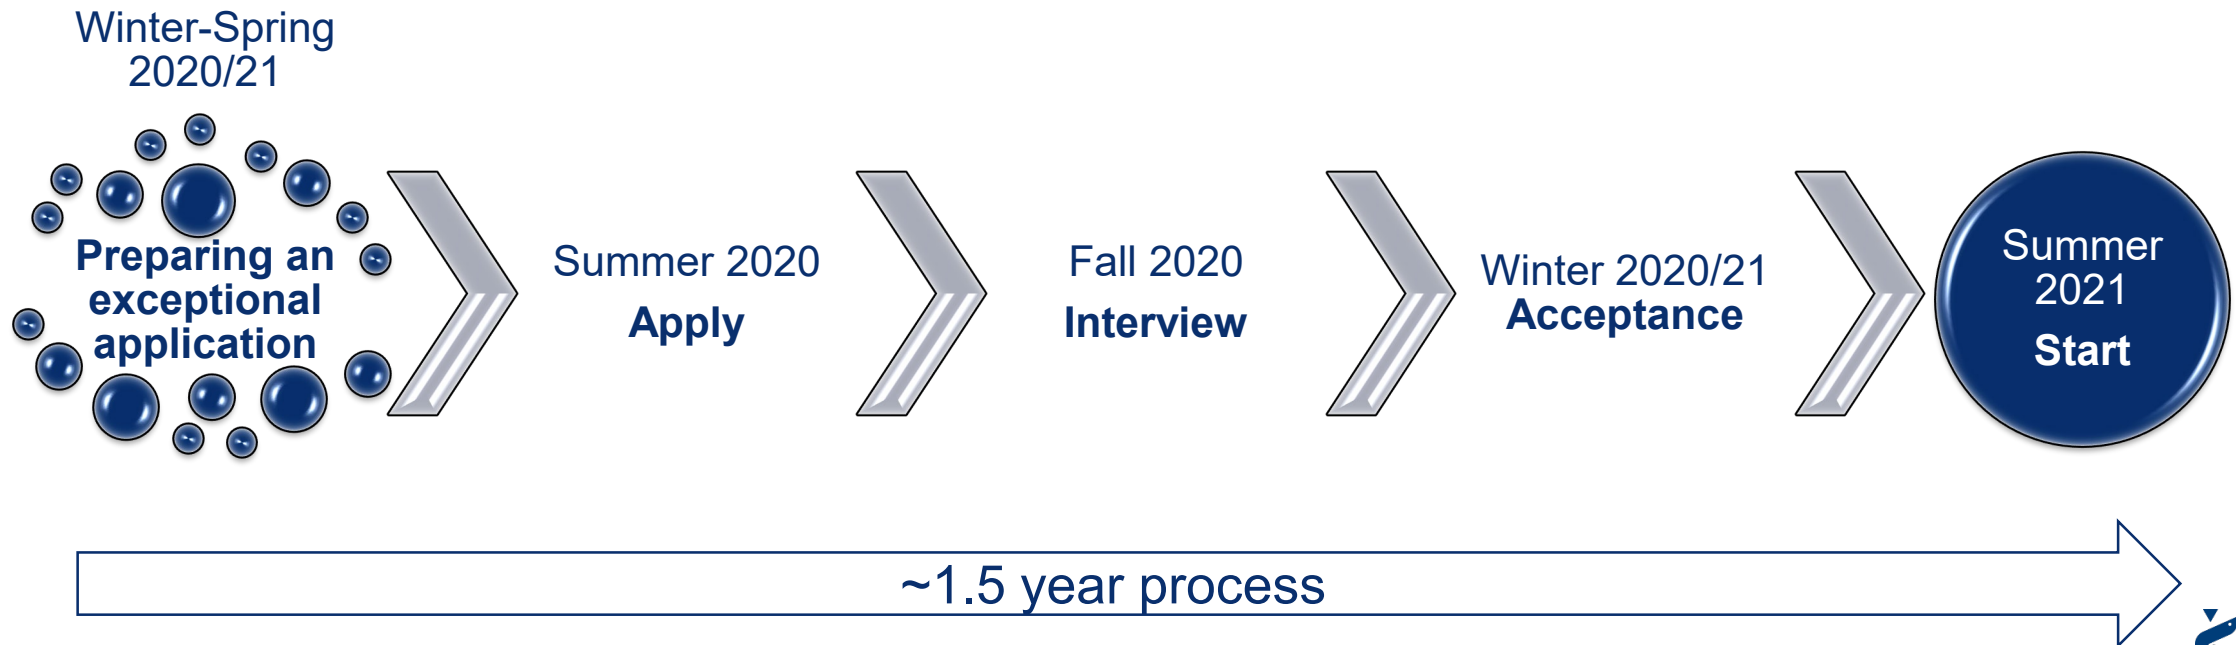 Winter-Spring
2020/21
Preparing an
exceptional
application
Summer 2020
Apply
Fall 2020
Interview
Winter 2020/21
Acceptance
Summer
2021
Start
~1.5 year process